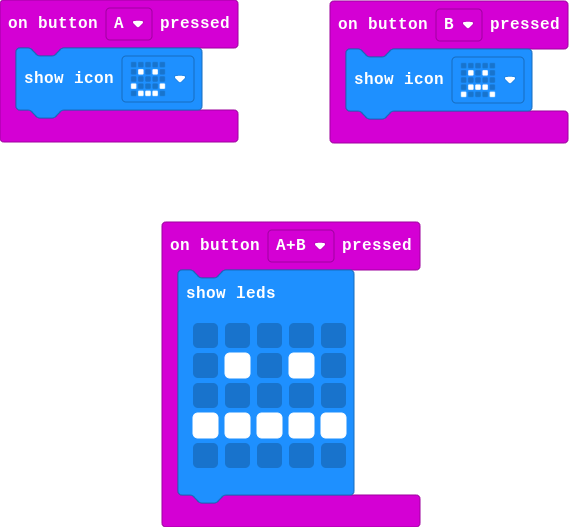 on button A pressed
show icon
on button B pressed
show icon
on button A+B pressed
show leds